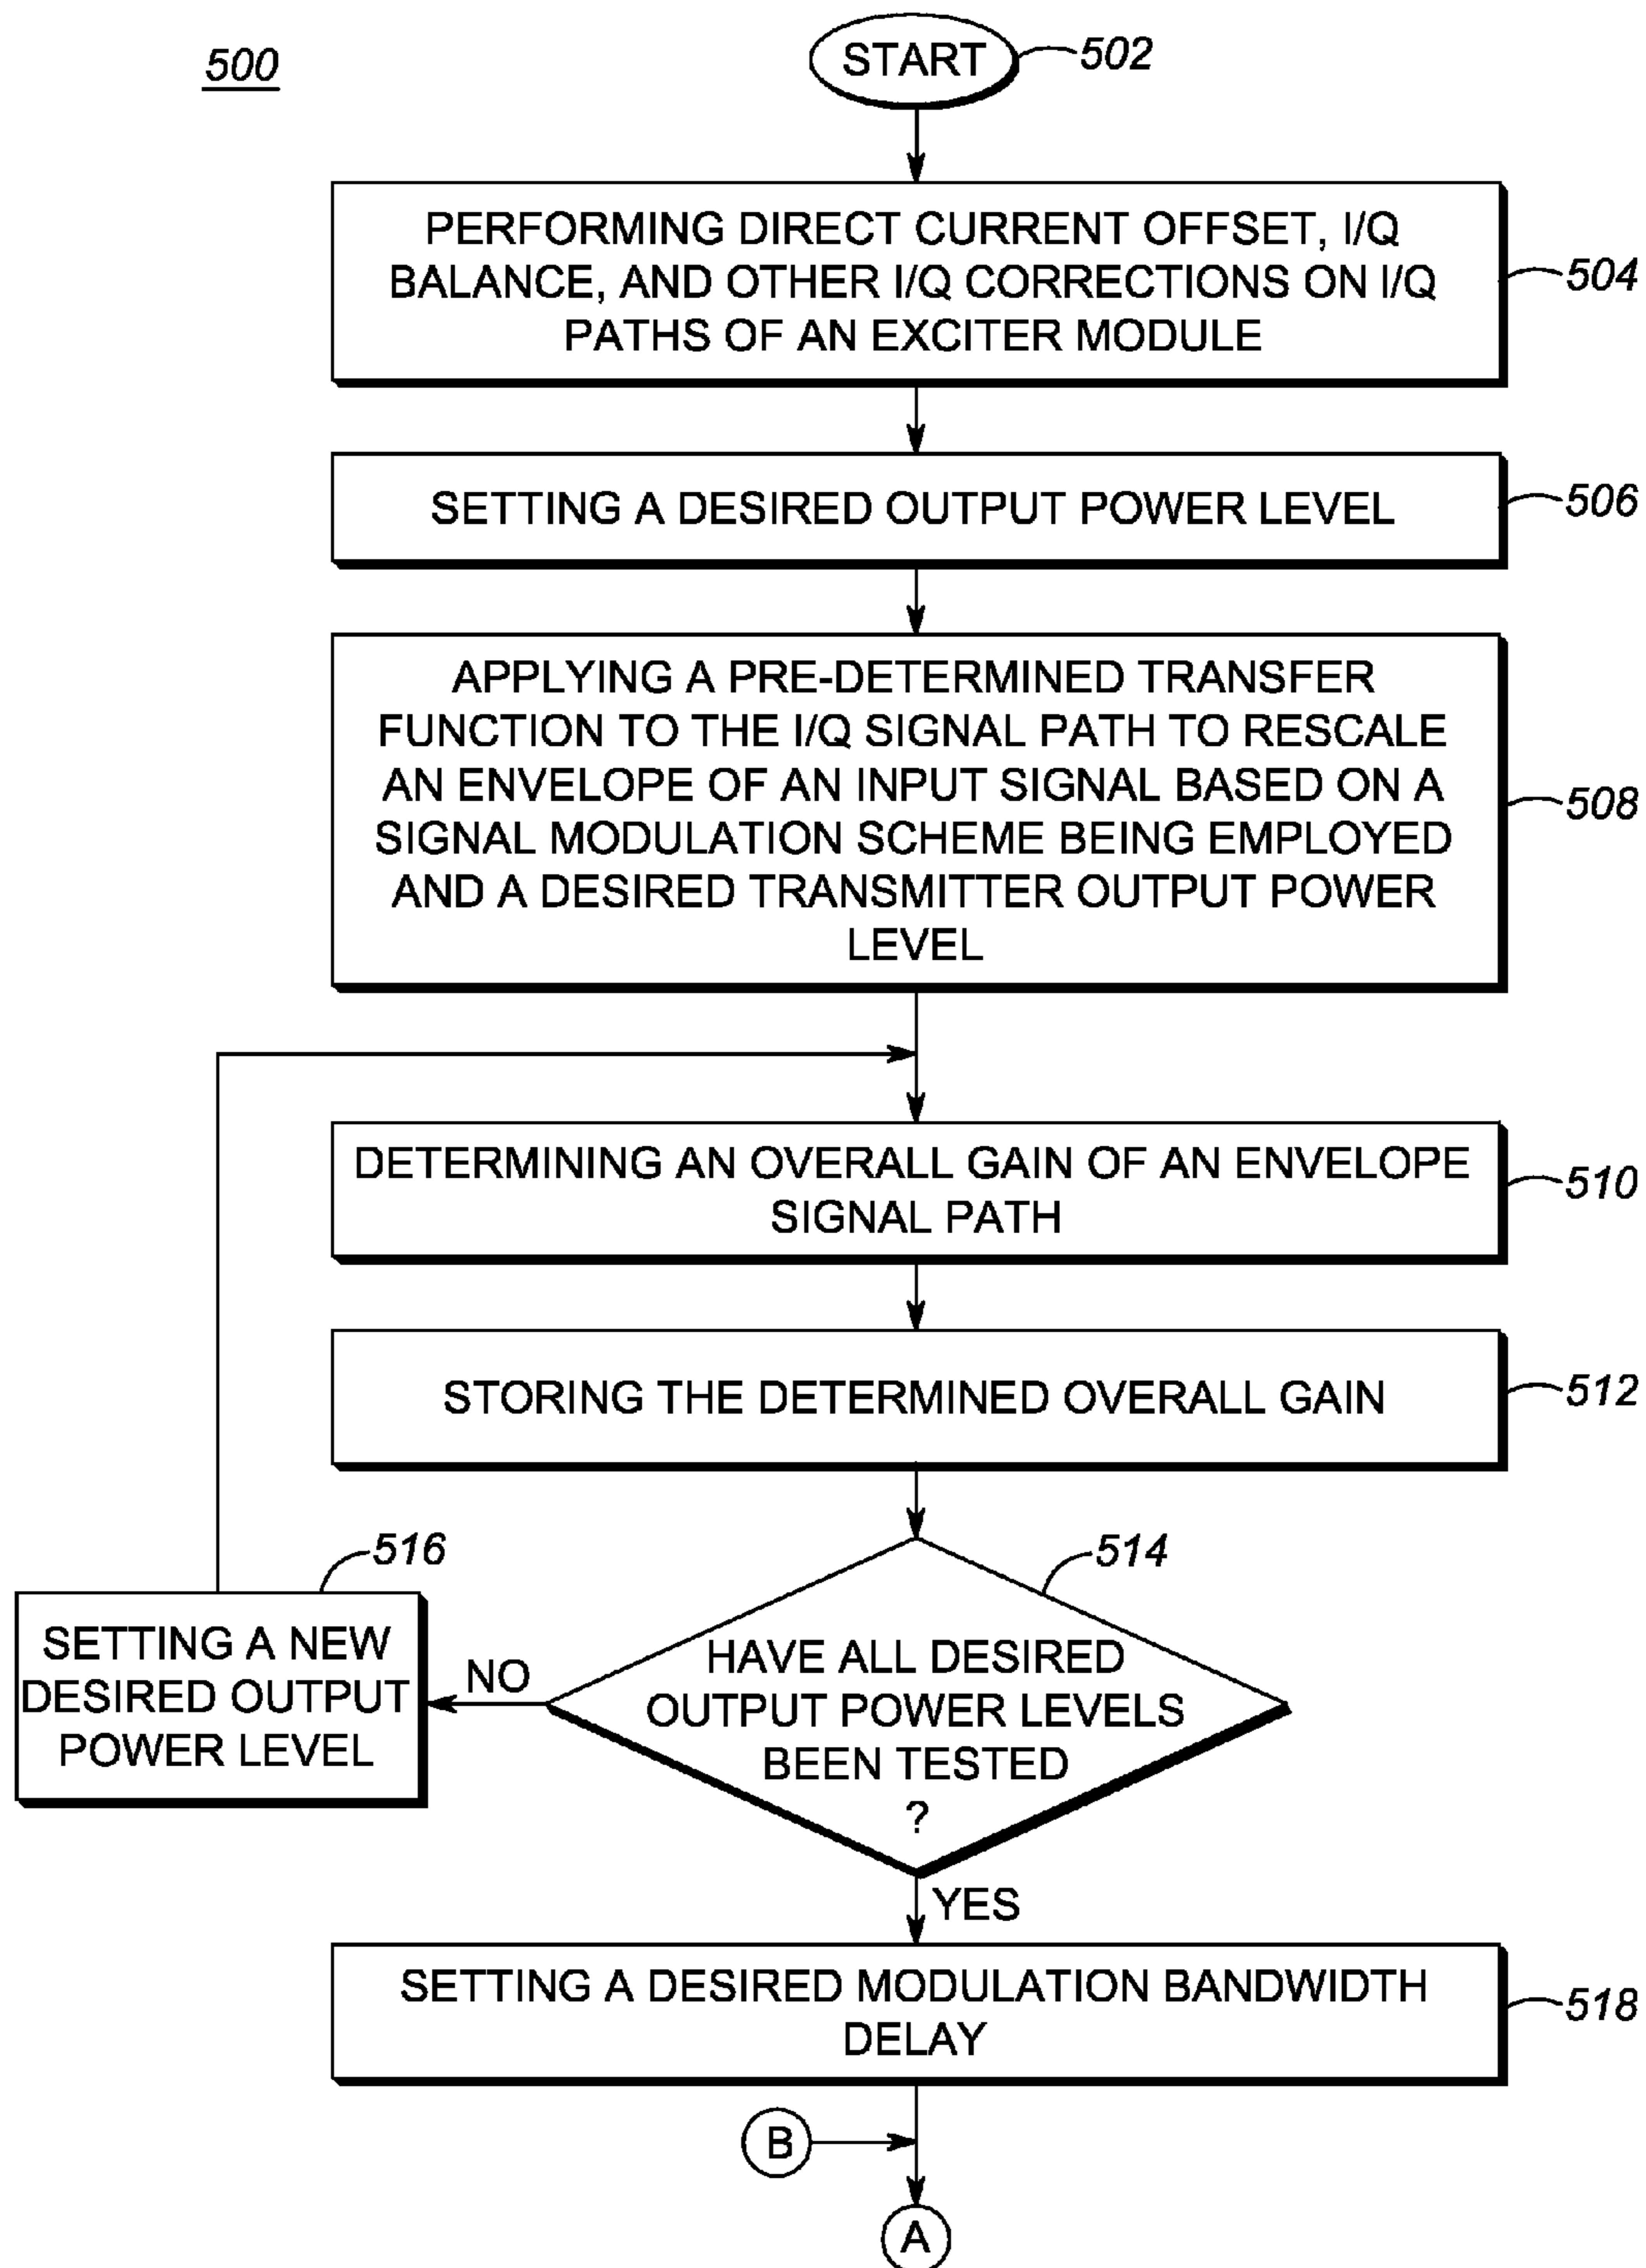 500
START
502
PERFORMING DIRECT CURRENT OFFSET, I/Q
BALANCE, AND OTHER I/Q CORRECTIONS ON I/Q
PATHS OF AN EXCITER MODULE
504
SETTING A DESIRED OUTPUT POWER LEVEL
506
APPLYING A PRE-DETERMINED TRANSFER
FUNCTION TO THE I/Q SIGNAL PATH TO RESCALE
AN ENVELOPE OF AN INPUT SIGNAL BASED ON A
SIGNAL MODULATION SCHEME BEING EMPLOYED
AND A DESIRED TRANSMITTER OUTPUT POWER
LEVEL
508
DETERMINING AN OVERALL GAIN OF AN ENVELOPE
SIGNAL PATH
510
STORING THE DETERMINED OVERALL GAIN
512
516
SETTING A NEW
DESIRED OUTPUT
POWER LEVEL
NO
514
HAVE ALL DESIRED
OUTPUT POWER LEVELS
BEEN TESTED
?
YES
SETTING A DESIRED MODULATION BANDWIDTH
DELAY
518
B
A